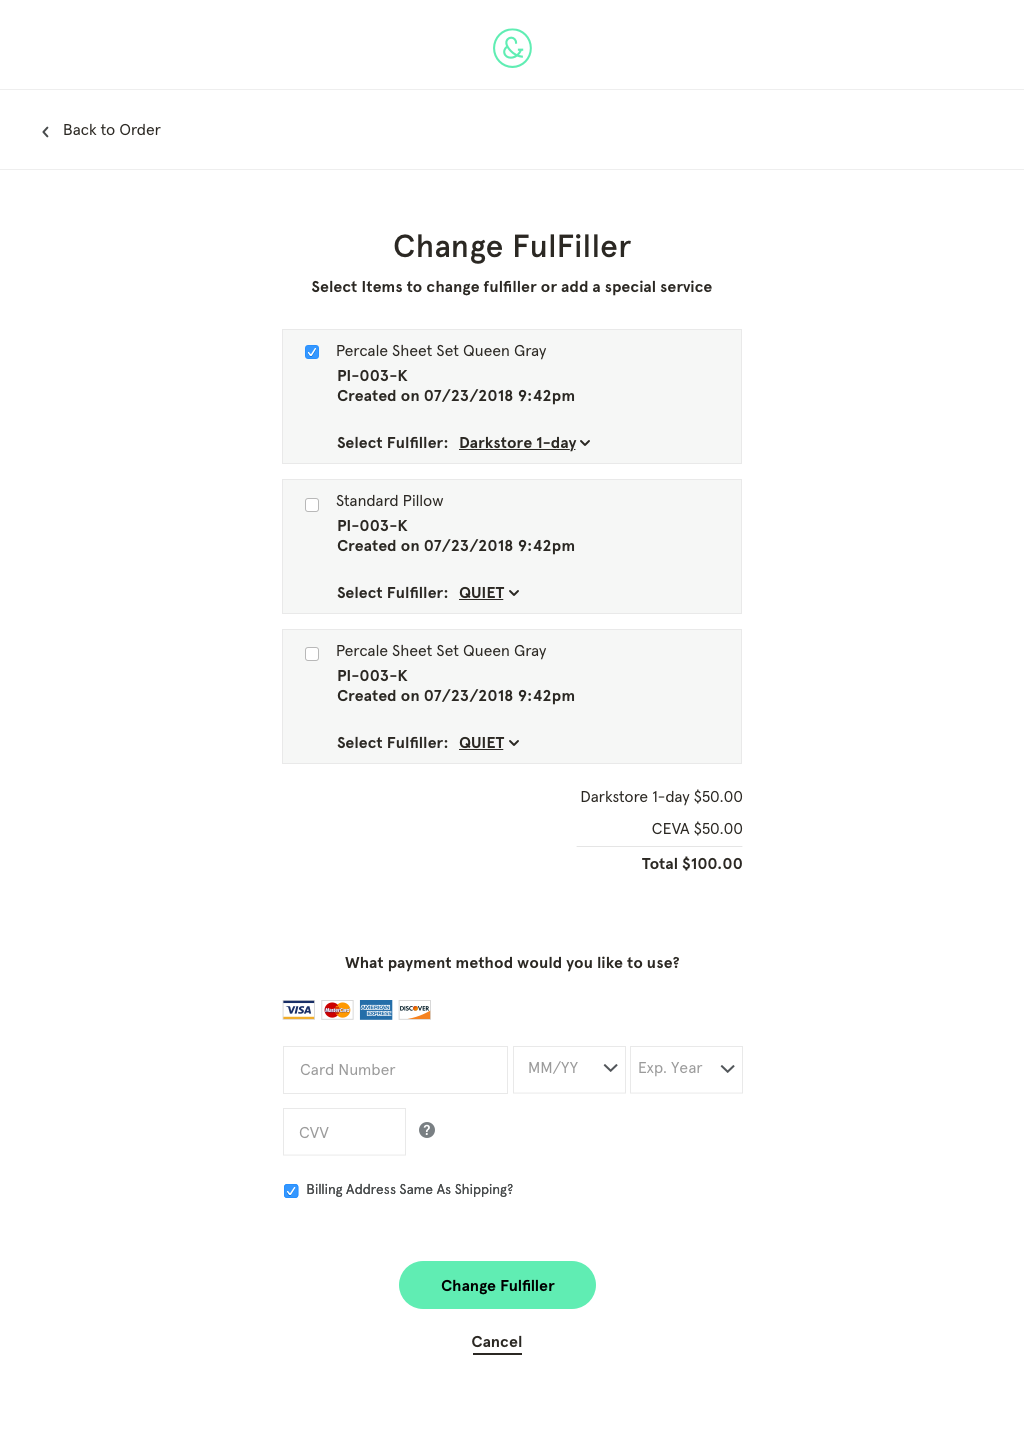 &
Back to Order
Change FulFiller
Select Items to change fulfiller or add a special service
Percale Sheet Set Queen Gray
PI-003-K
Created on 07/23/2018 9:42pm
Select Fulfiller: Darkstore 1-day
Standard Pillow
PI-003-K
Created on 07/23/2018 9:42pm
Select Fulfiller: QUIET
Percale Sheet Set Queen Gray
PI-003-K
Created on 07/23/2018 9:42pm
Select Fulfiller: QUIET
Darkstore 1-day $50.00
CEVA $50.00
Total $100.00
What payment method would you like to use?
VISA MasterCard AMERICAN EXPRESS DISCOVER
Card Number MM/YY Exp. Year
CVV ?
Billing Address Same As Shipping?
Change Fulfiller
Cancel